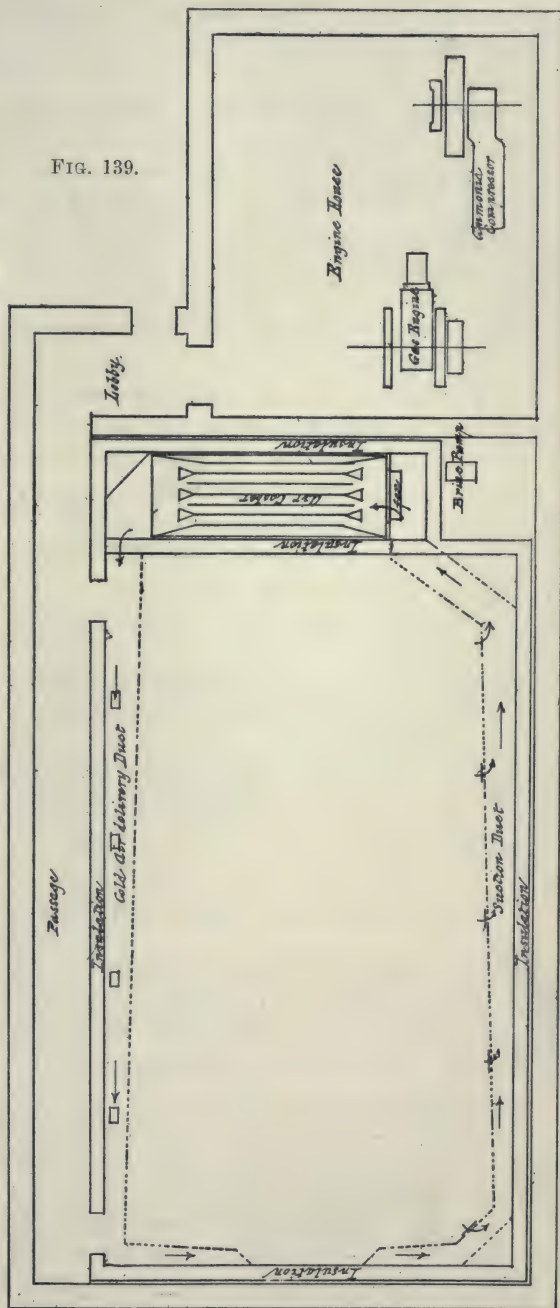 FIG. 139.
Engine House
Ammonia
Compressor
Gas Engine
Lobby.
Insulation
Air Cooler
Fan
Brine Pump
Insulation
Passage
Insulation
Cold Air delivery Duct
Suction Duct
Insulation
Insulation